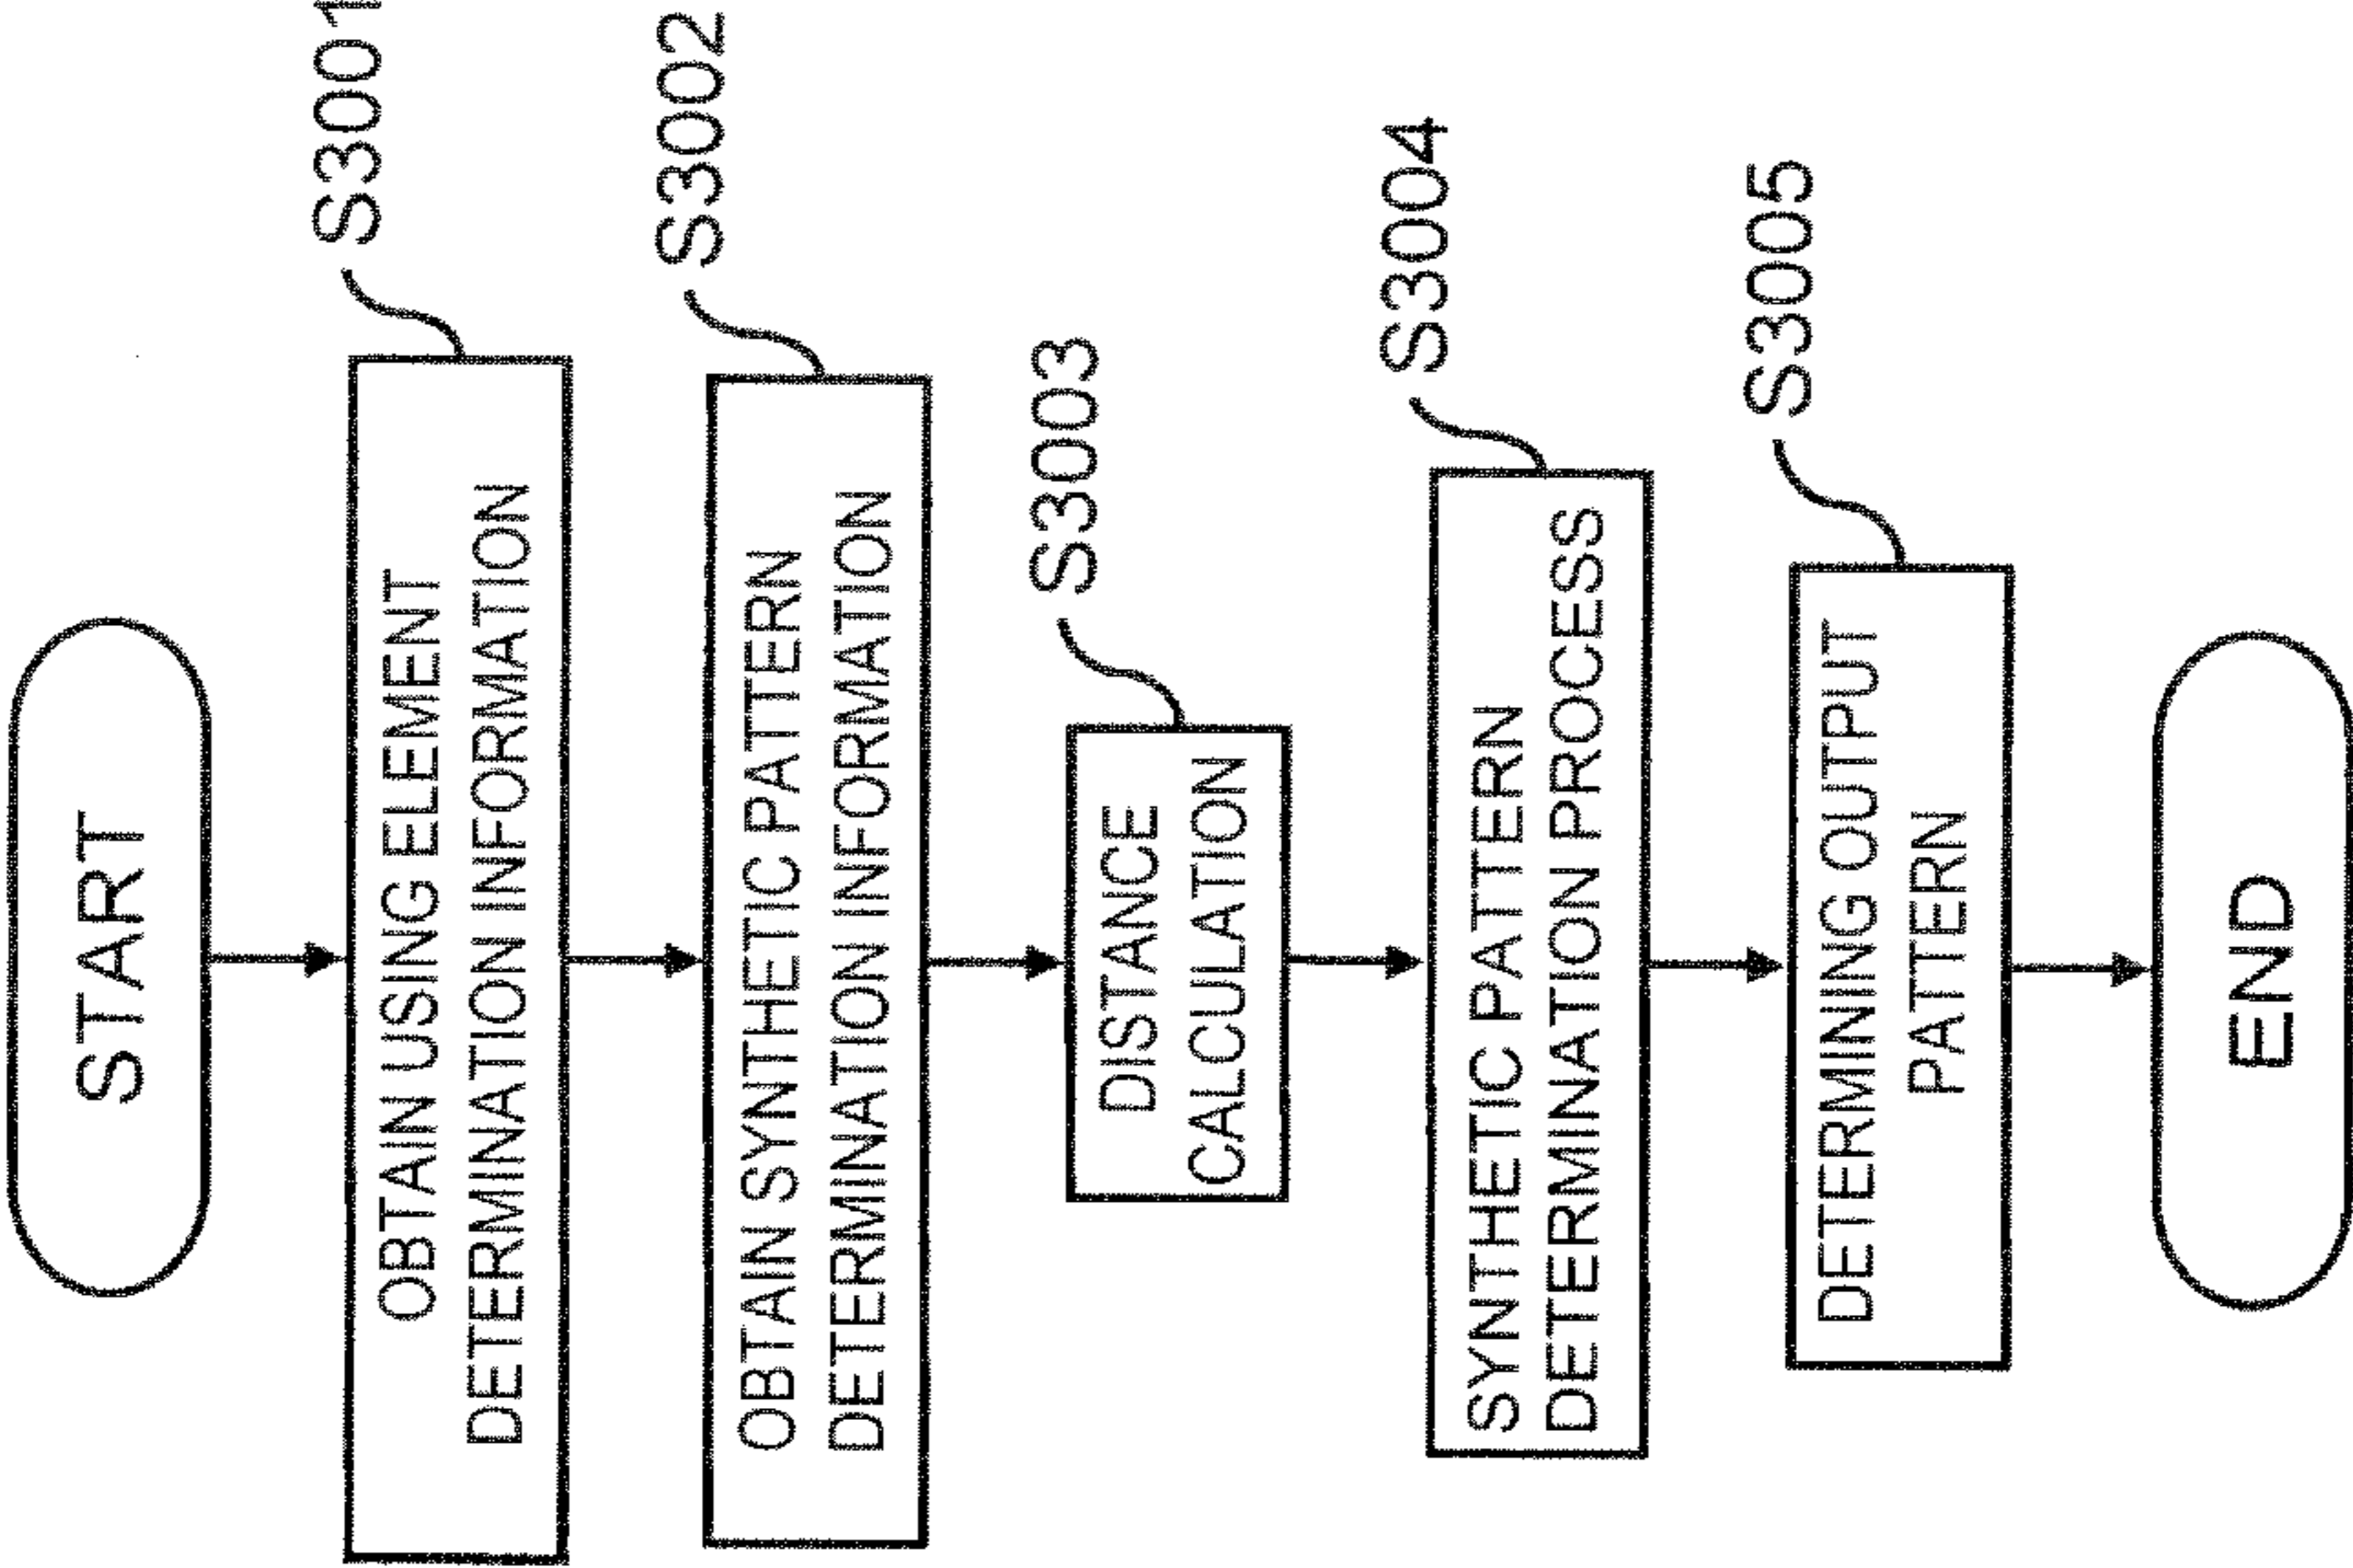 START
OBTAIN USING ELEMENT
DETERMINATION INFORMATION
S3001
OBTAIN SYNTHETIC PATTERN
DETERMINATION INFORMATION
S3002
DISTANCE
CALCULATION
S3003
SYNTHETIC PATTERN
DETERMINATION PROCESS
S3004
DETERMINING OUTPUT
PATTERN
S3005
END